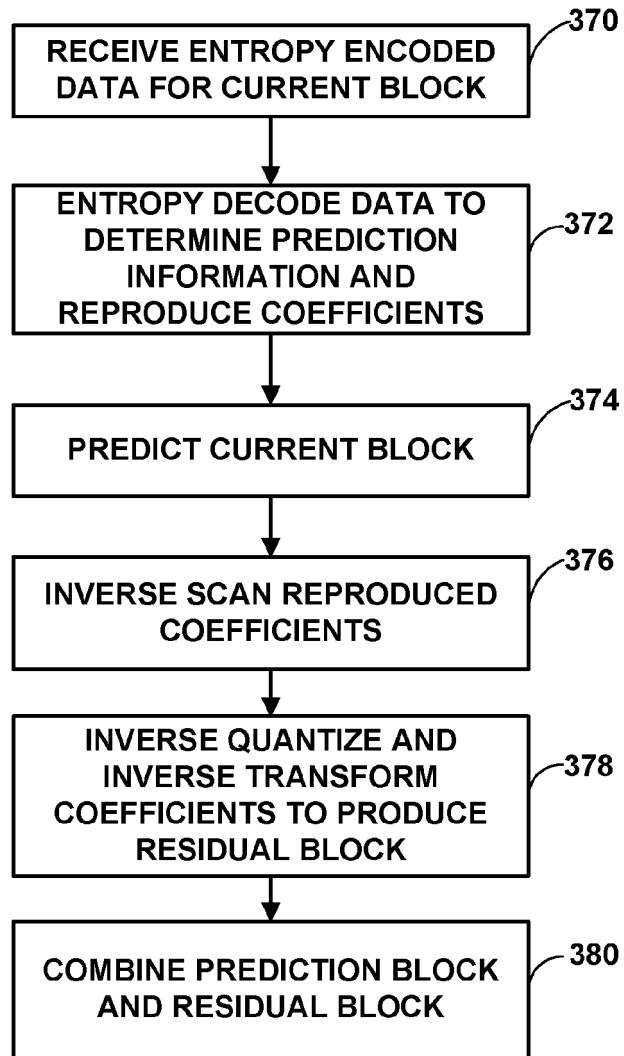 370
RECEIVE ENTROPY ENCODED
DATA FOR CURRENT BLOCK
372
ENTROPY DECODE DATA TO
DETERMINE PREDICTION
INFORMATION AND
REPRODUCE COEFFICIENTS
374
PREDICT CURRENT BLOCK
376
INVERSE SCAN REPRODUCED
COEFFICIENTS
378
INVERSE QUANTIZE AND
INVERSE TRANSFORM
COEFFICIENTS TO PRODUCE
RESIDUAL BLOCK
380
COMBINE PREDICTION BLOCK
AND RESIDUAL BLOCK